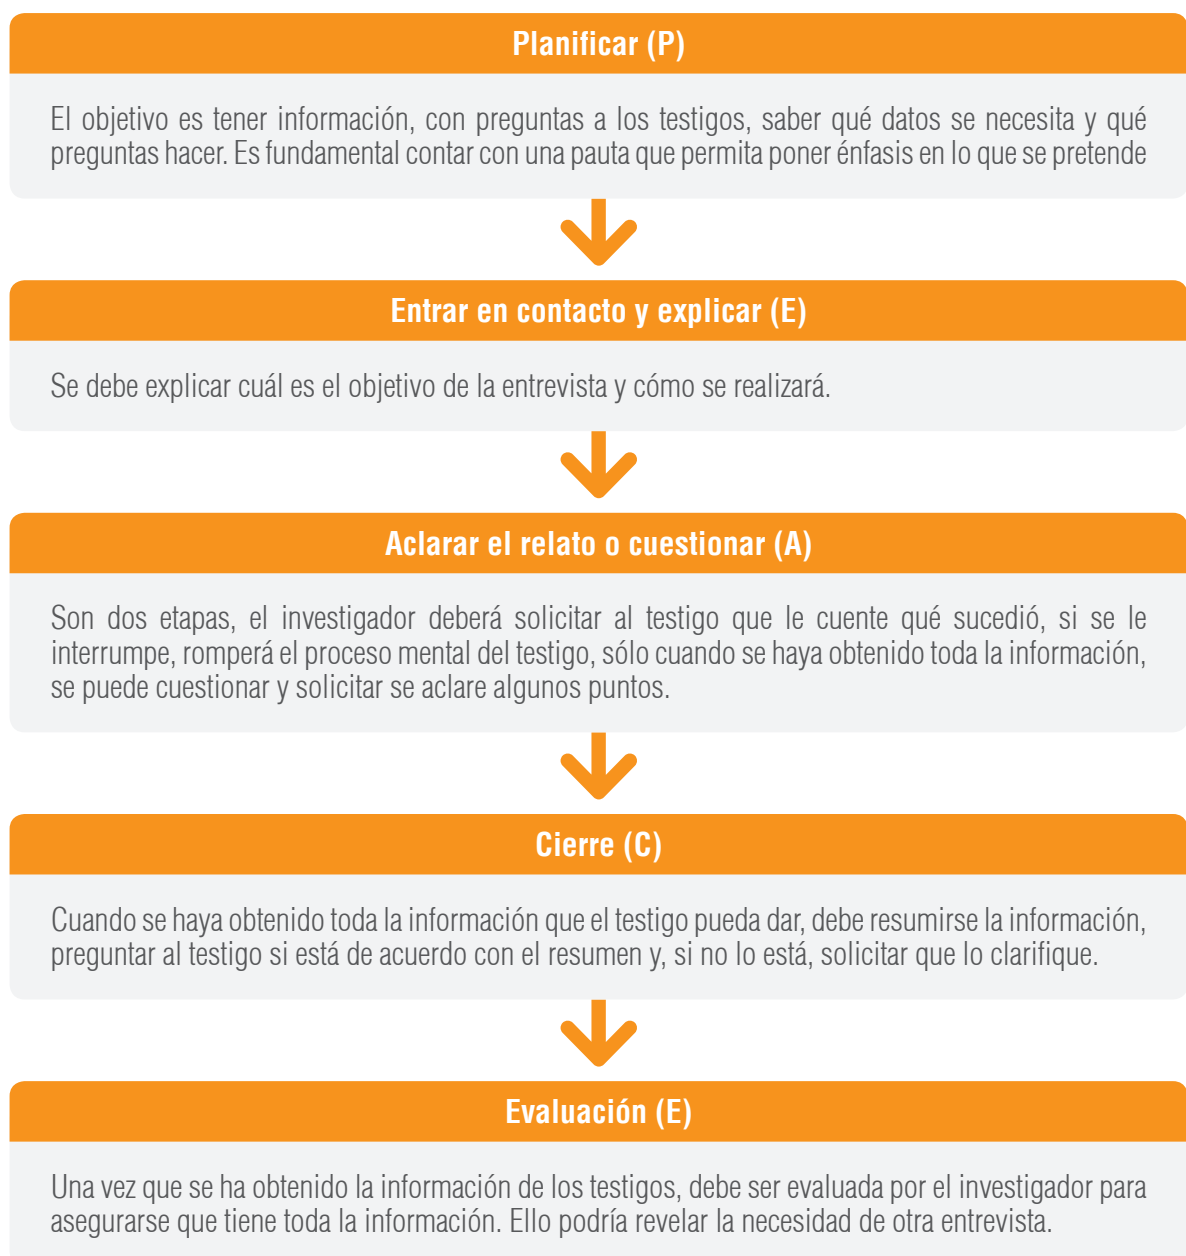 Planificar (P)
El objetivo es tener información, con preguntas a los testigos, saber qué datos se necesita y qué
preguntas hacer. Es fundamental contar con una pauta que permita poner énfasis en lo que se pretende
Entrar en contacto y explicar (E)
Se debe explicar cuál es el objetivo de la entrevista y cómo se realizará.
Aclarar el relato o cuestionar (A)
Son dos etapas, el investigador deberá solicitar al testigo que le cuente qué sucedió, si se le
interrumpe, romperá el proceso mental del testigo, sólo cuando se haya obtenido toda la información,
se puede cuestionar y solicitar se aclare algunos puntos.
Cierre (C)
Cuando se haya obtenido toda la información que el testigo pueda dar, debe resumirse la información,
preguntar al testigo si está de acuerdo con el resumen y, si no lo está, solicitar que lo clarifique.
Evaluación (E)
Una vez que se ha obtenido la información de los testigos, debe ser evaluada por el investigador para
asegurarse que tiene toda la información. Ello podría revelar la necesidad de otra entrevista.